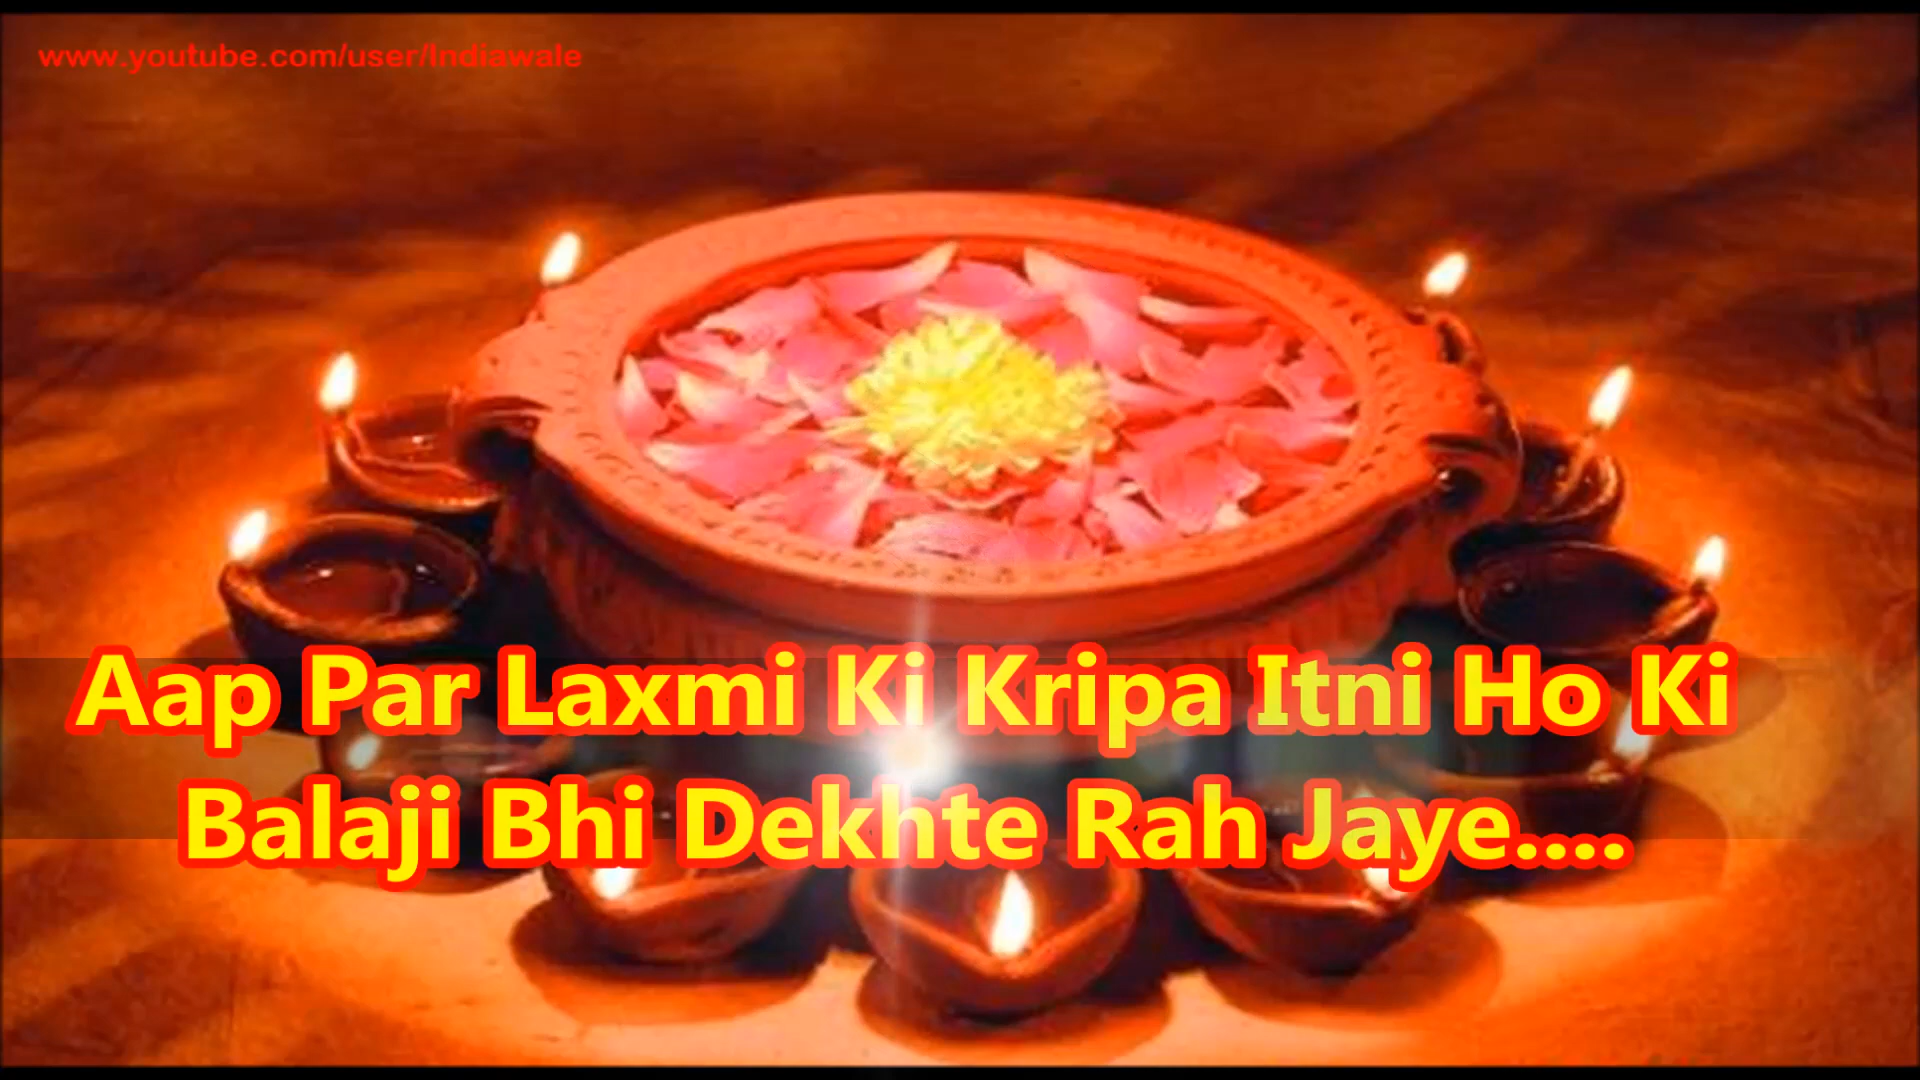 www.youtube.com/user/Indiawale
Aap Par Laxmi Ki Kripa Itni Ho Ki
Balaji Bhi Dekhte Rah Jaye....